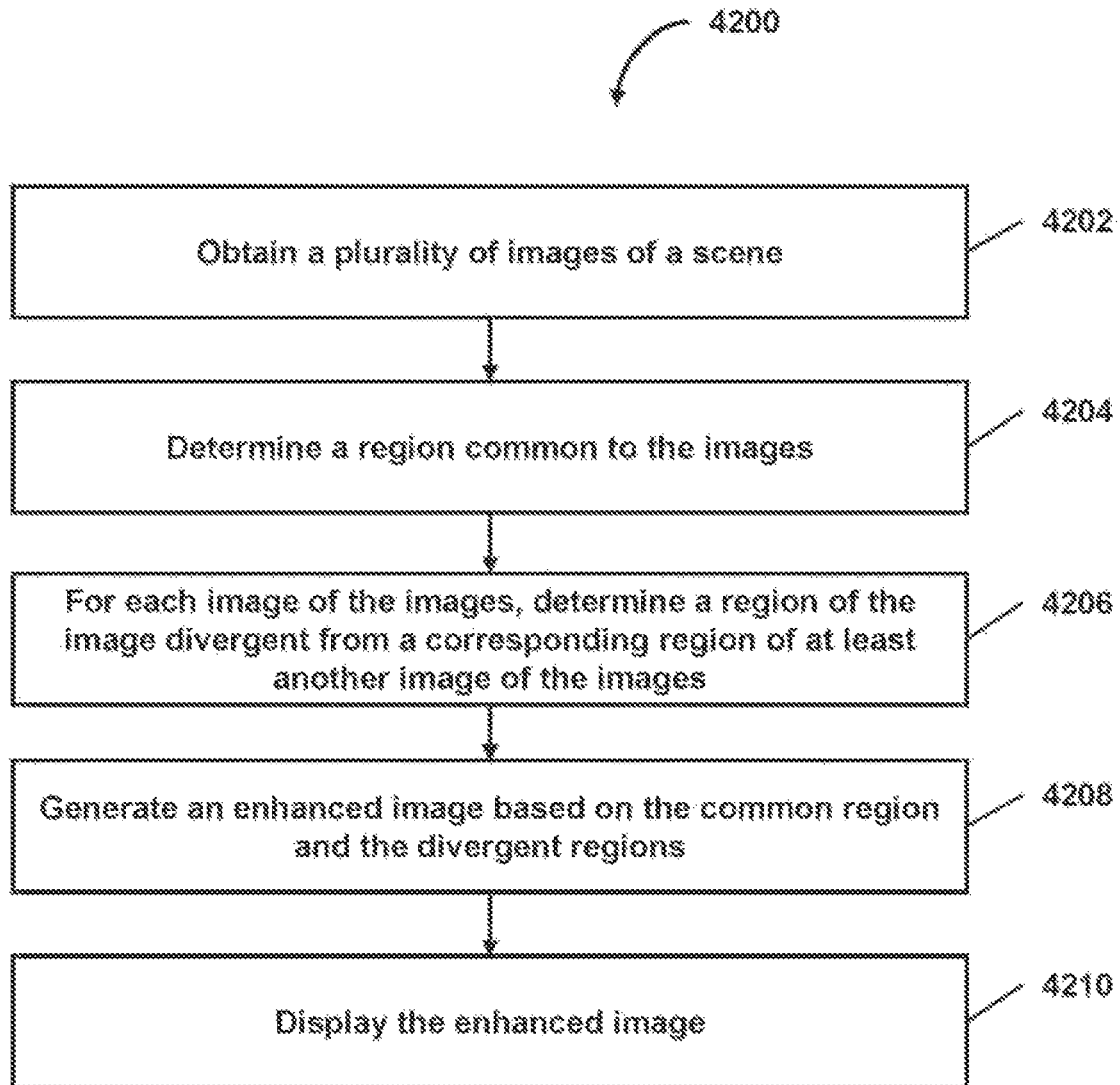 4200
Obtain a plurality of images of a scene
4202
Determine a region common to the images
4204
For each image of the images, determine a region of the
image divergent from a corresponding region of at least
another image of the images
4206
Generate an enhanced image based on the common region
and the divergent regions
4208
Display the enhanced image
4210